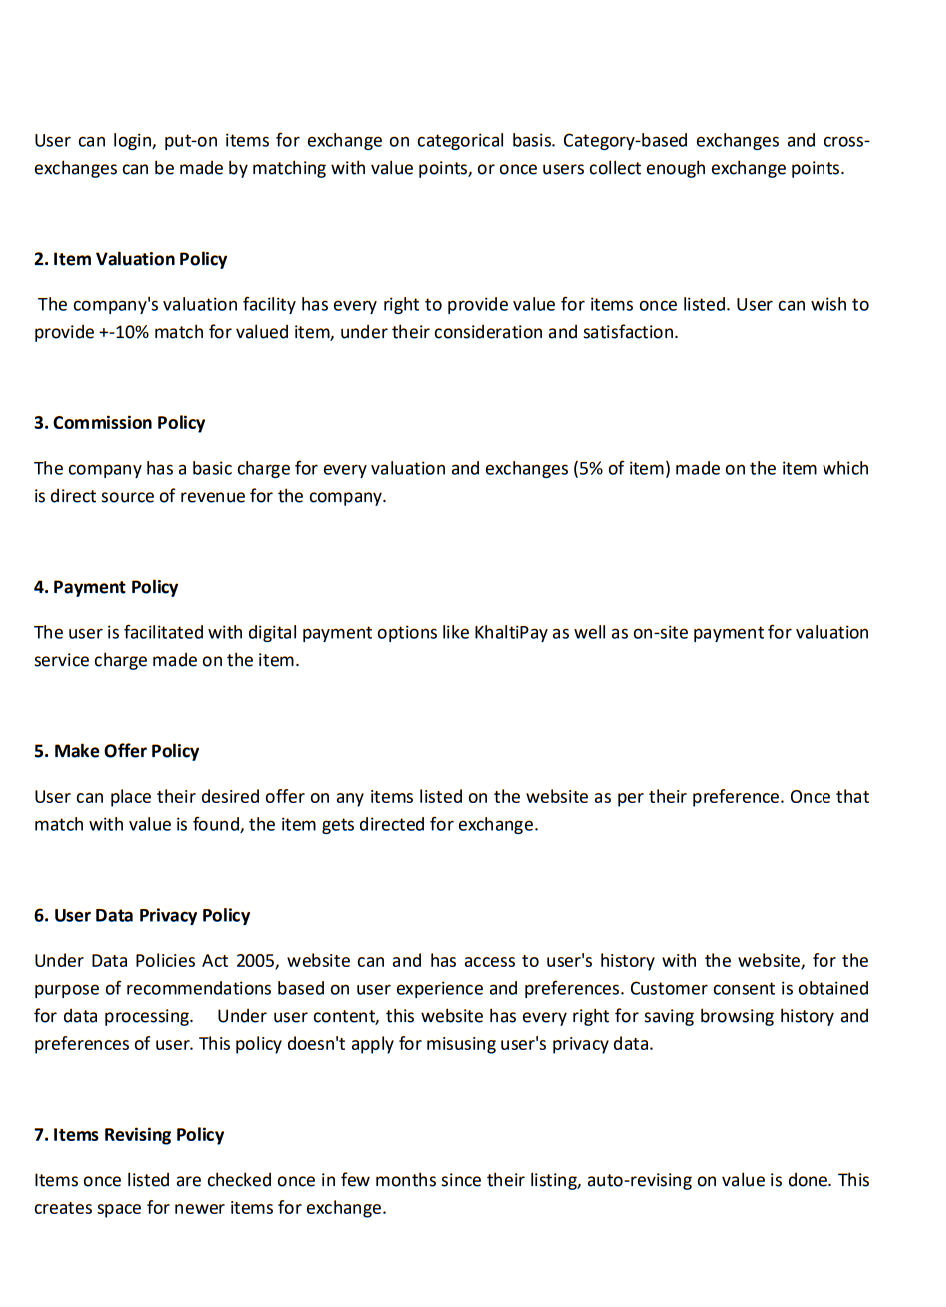 User can login, put-on items for exchange on categorical basis. Category-based exchanges and cross-
exchanges can be made by matching with value points, or once users collect enough exchange points.
2. Item Valuation Policy
The company's valuation facility has every right to provide value for items once listed. User can wish to
provide +-10% match for valued item, under their consideration and satisfaction.
3. Commission Policy
The company has a basic charge for every valuation and exchanges (5% of item) made on the item which
is direct source of revenue for the company.
4. Payment Policy
The user is facilitated with digital payment options like KhaltiPay as well as on-site payment for valuation
service charge made on the item.
5. Make Offer Policy
User can place their desired offer on any items listed on the website as per their preference. Once that
match with value is found, the item gets directed for exchange.
6. User Data Privacy Policy
Under Data Policies Act 2005, website can and has access to user's history with the website, for the
purpose of recommendations based on user experience and preferences. Customer consent is obtained
for data processing. Under user content, this website has every right for saving browsing history and
preferences of user. This policy doesn't apply for misusing user's privacy data.
7. Items Revising Policy
Items once listed are checked once in few months since their listing, auto-revising on value is done. This
creates space for newer items for exchange.